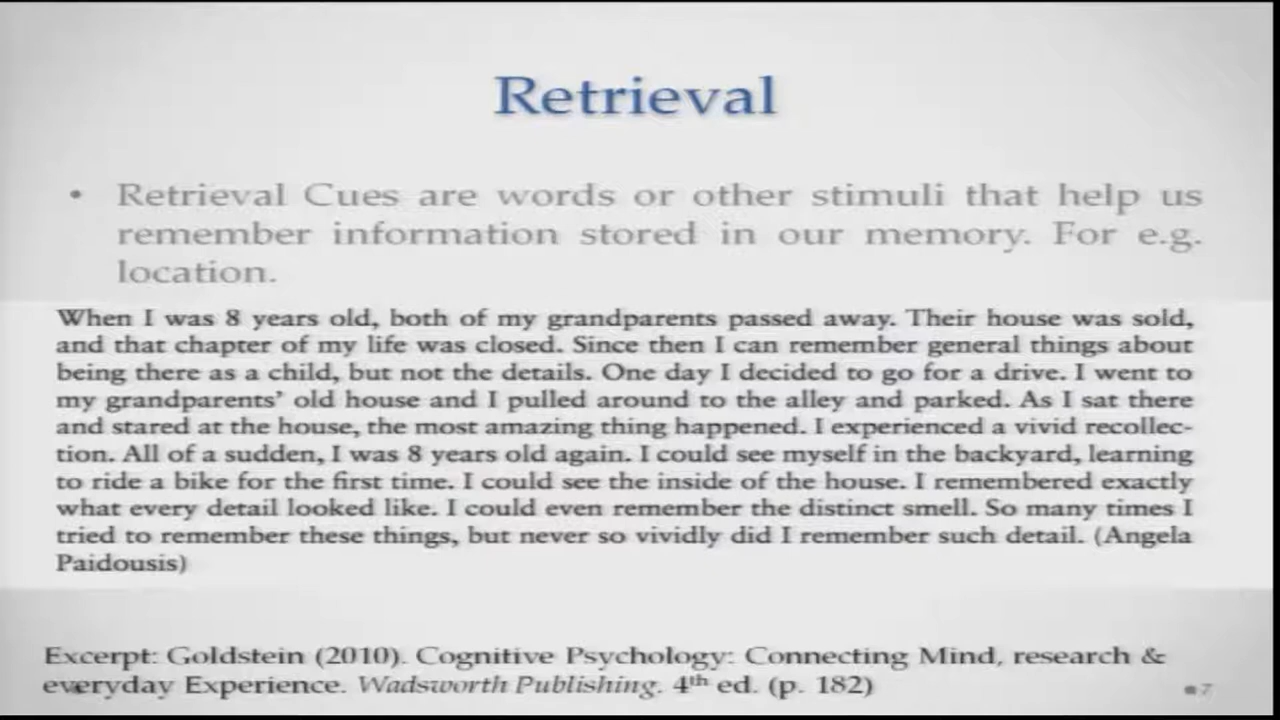 Retrieval
• Retrieval Cues are words or other stimuli that help us
remember information stored in our memory. For e.g.
location.
When I was 8 years old, both of my grandparents passed away. Their house was sold,
and that chapter of my life was closed. Since then I can remember general things about
being there as a child, but not the details. One day I decided to go for a drive. I went to
my grandparents’ old house and I pulled around to the alley and parked. As I sat there
and stared at the house, the most amazing thing happened. I experienced a vivid recollec-
tion. All of a sudden, I was 8 years old again. I could see myself in the backyard, learning
to ride a bike for the first time. I could see the inside of the house. I remembered exactly
what every detail looked like. I could even remember the distinct smell. So many times I
tried to remember these things, but never so vividly did I remember such detail. (Angela
Paidousis)
Excerpt: Goldstein (2010). Cognitive Psychology: Connecting Mind, research &
everyday Experience. Wadsworth Publishing. 4th ed. (p. 182)
7